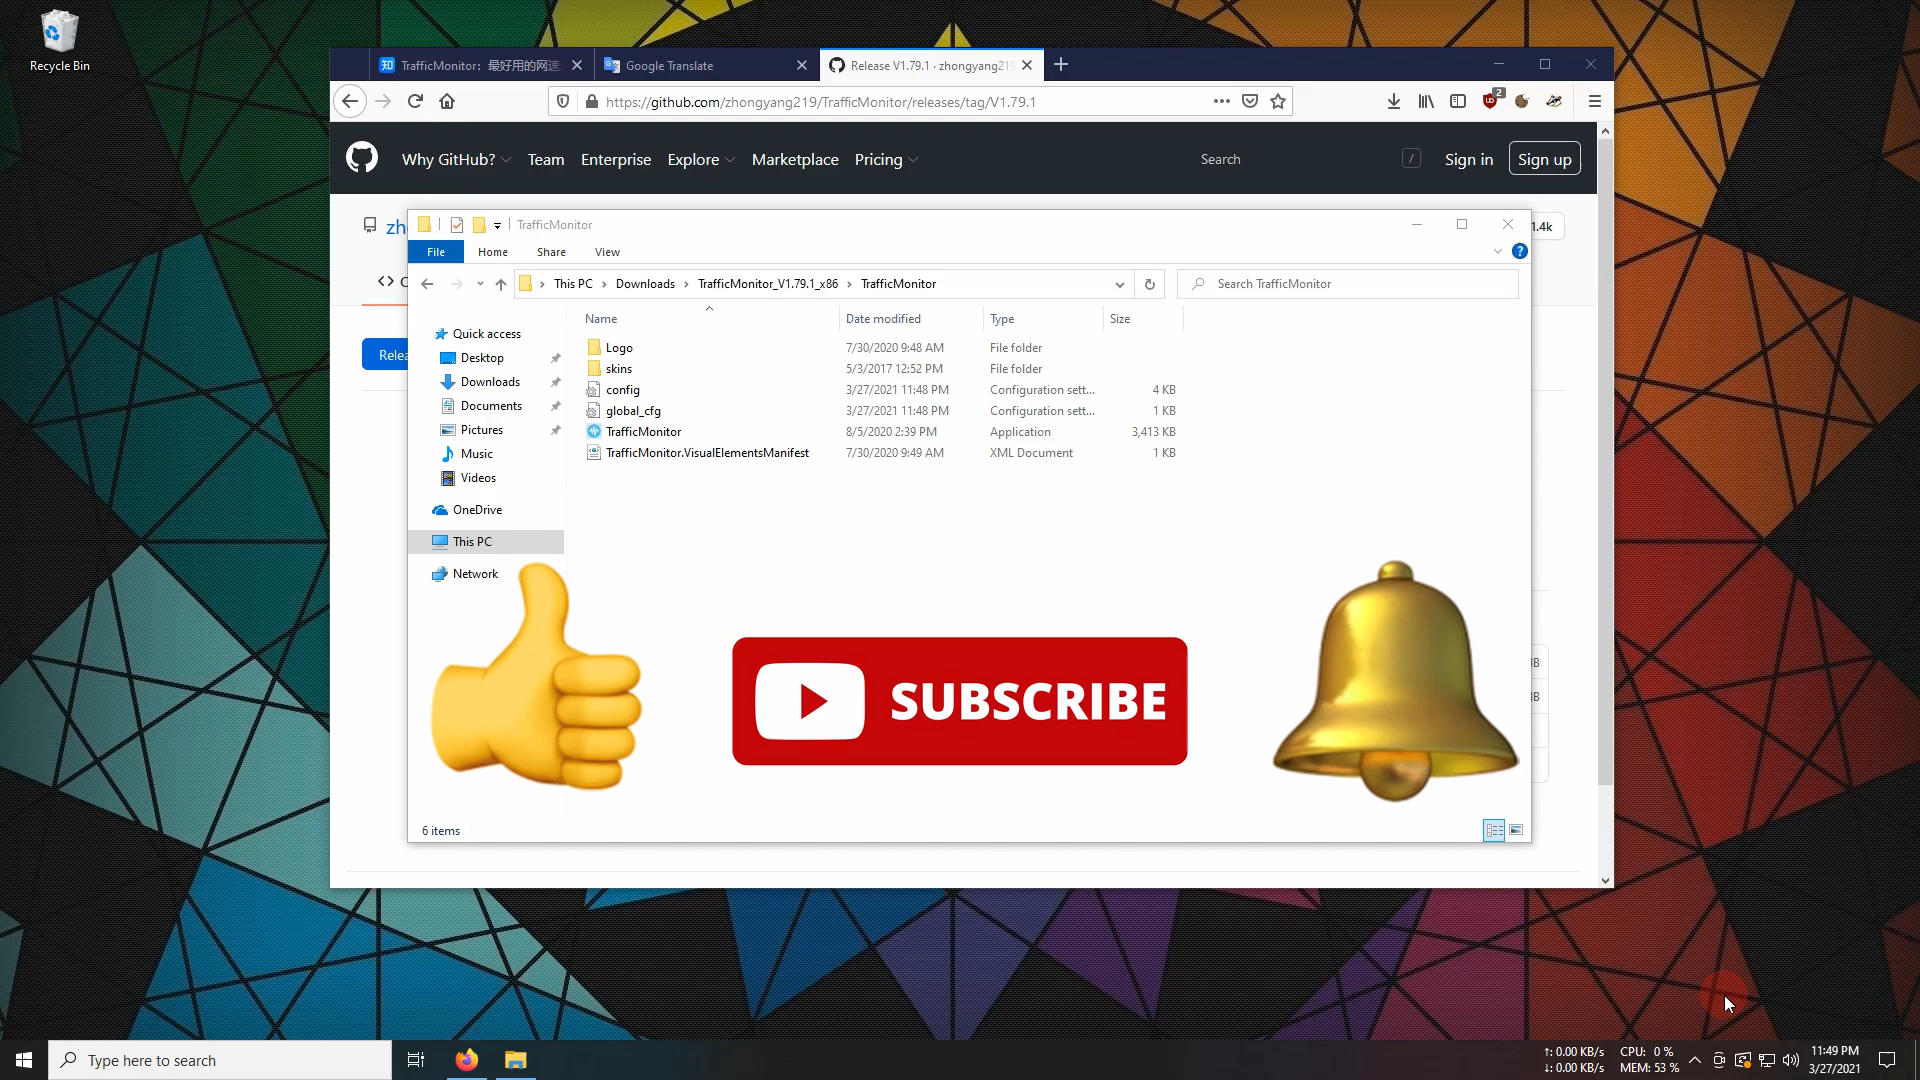 Recycle Bin
TrafficMonitor：最好用的网速
Google Translate
Release V1.79.1 · zhongyang219
https://github.com/zhongyang219/TrafficMonitor/releases/tag/V1.79.1
2
Why GitHub?
Team
Enterprise
Explore
Marketplace
Pricing
Search
/
Sign in
Sign up
zh
1.4k
TrafficMonitor
File
Home
Share
View
?
<> C
This PC > Downloads > TrafficMonitor_V1.79.1_x86 > TrafficMonitor
Search TrafficMonitor
Name
Date modified
Type
Size
Quick access
Desktop
Downloads
Documents
Pictures
Music
Videos
OneDrive
This PC
Network
Relea
Logo 7/30/2020 9:48 AM File folder
skins 5/3/2017 12:52 PM File folder
config 3/27/2021 11:48 PM Configuration sett... 4 KB
global_cfg 3/27/2021 11:48 PM Configuration sett... 1 KB
TrafficMonitor 8/5/2020 2:39 PM Application 3,413 KB
TrafficMonitor.VisualElementsManifest 7/30/2020 9:49 AM XML Document 1 KB
SUBSCRIBE
6 items
Type here to search
↑: 0.00 KB/s CPU: 0 %
↓: 0.00 KB/s MEM: 53 %
11:49 PM
3/27/2021